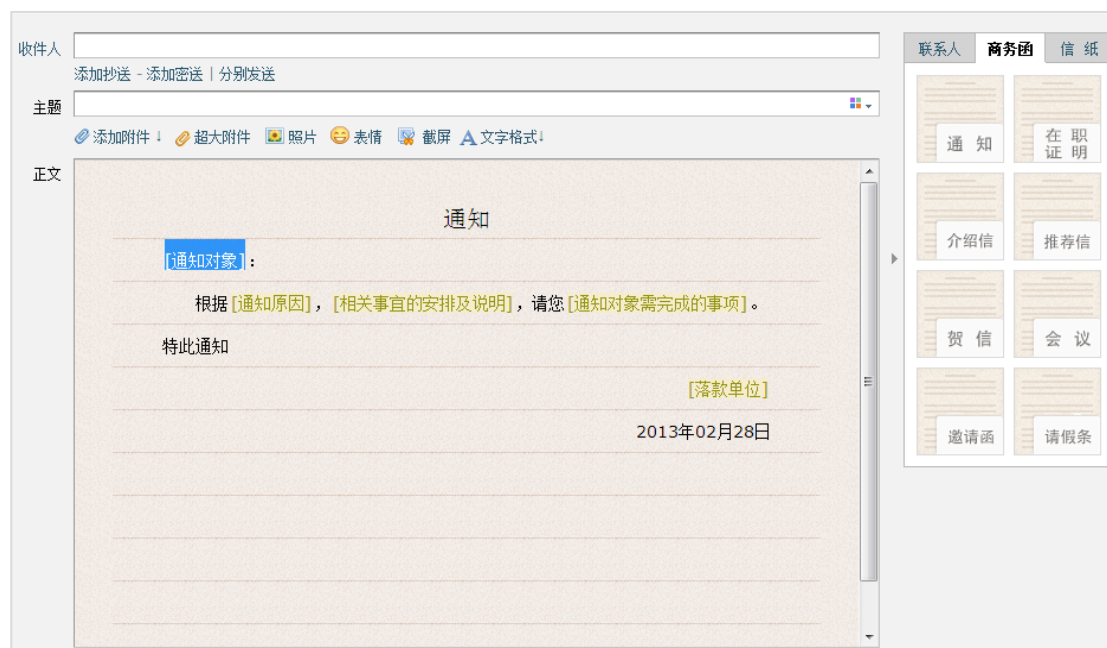 收件人
添加抄送 - 添加密送 | 分别发送
主题
添加附件↓ 超大附件 照片 表情 截屏 A 文字格式↓
正文
通知
[通知对象]：
根据[通知原因]，[相关事宜的安排及说明]，请您[通知对象需完成的事项]。
特此通知
[落款单位]
2013年02月28日
联系人 商务函 信 纸
通 知
在 职
证 明
介绍信
推荐信
贺 信
会 议
邀请函
请假条